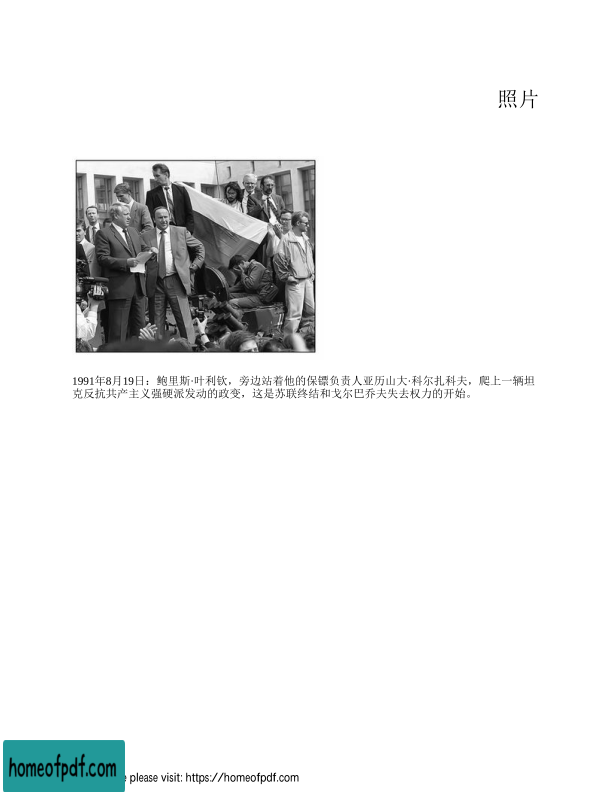 照片
1991年8月19日：鲍里斯·叶利钦，旁边站着他的保镖负责人亚历山大·科尔扎科夫，爬上一辆坦
克反抗共产主义强硬派发动的政变，这是苏联终结和戈尔巴乔夫失去权力的开始。
homeofpdf.com
please visit: https://homeofpdf.com